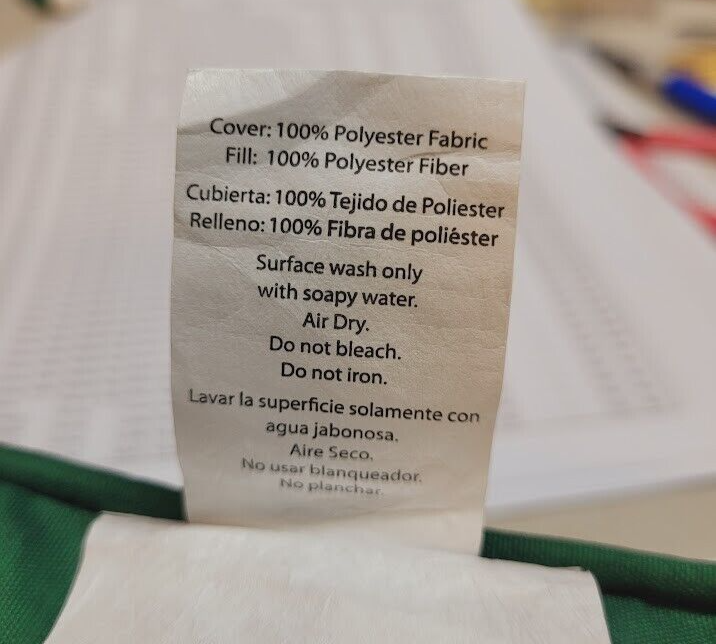 Cover: 100% Polyester Fabric
Fill: 100% Polyester Fiber
Cubierta: 100% Tejido de Poliester
Relleno: 100% Fibra de poliéster
Surface wash only
with soapy water.
Air Dry.
Do not bleach.
Do not iron.
Lavar la superficie solamente con
agua jabonosa.
Aire Seco.
No usar blanqueador.
No planchar.